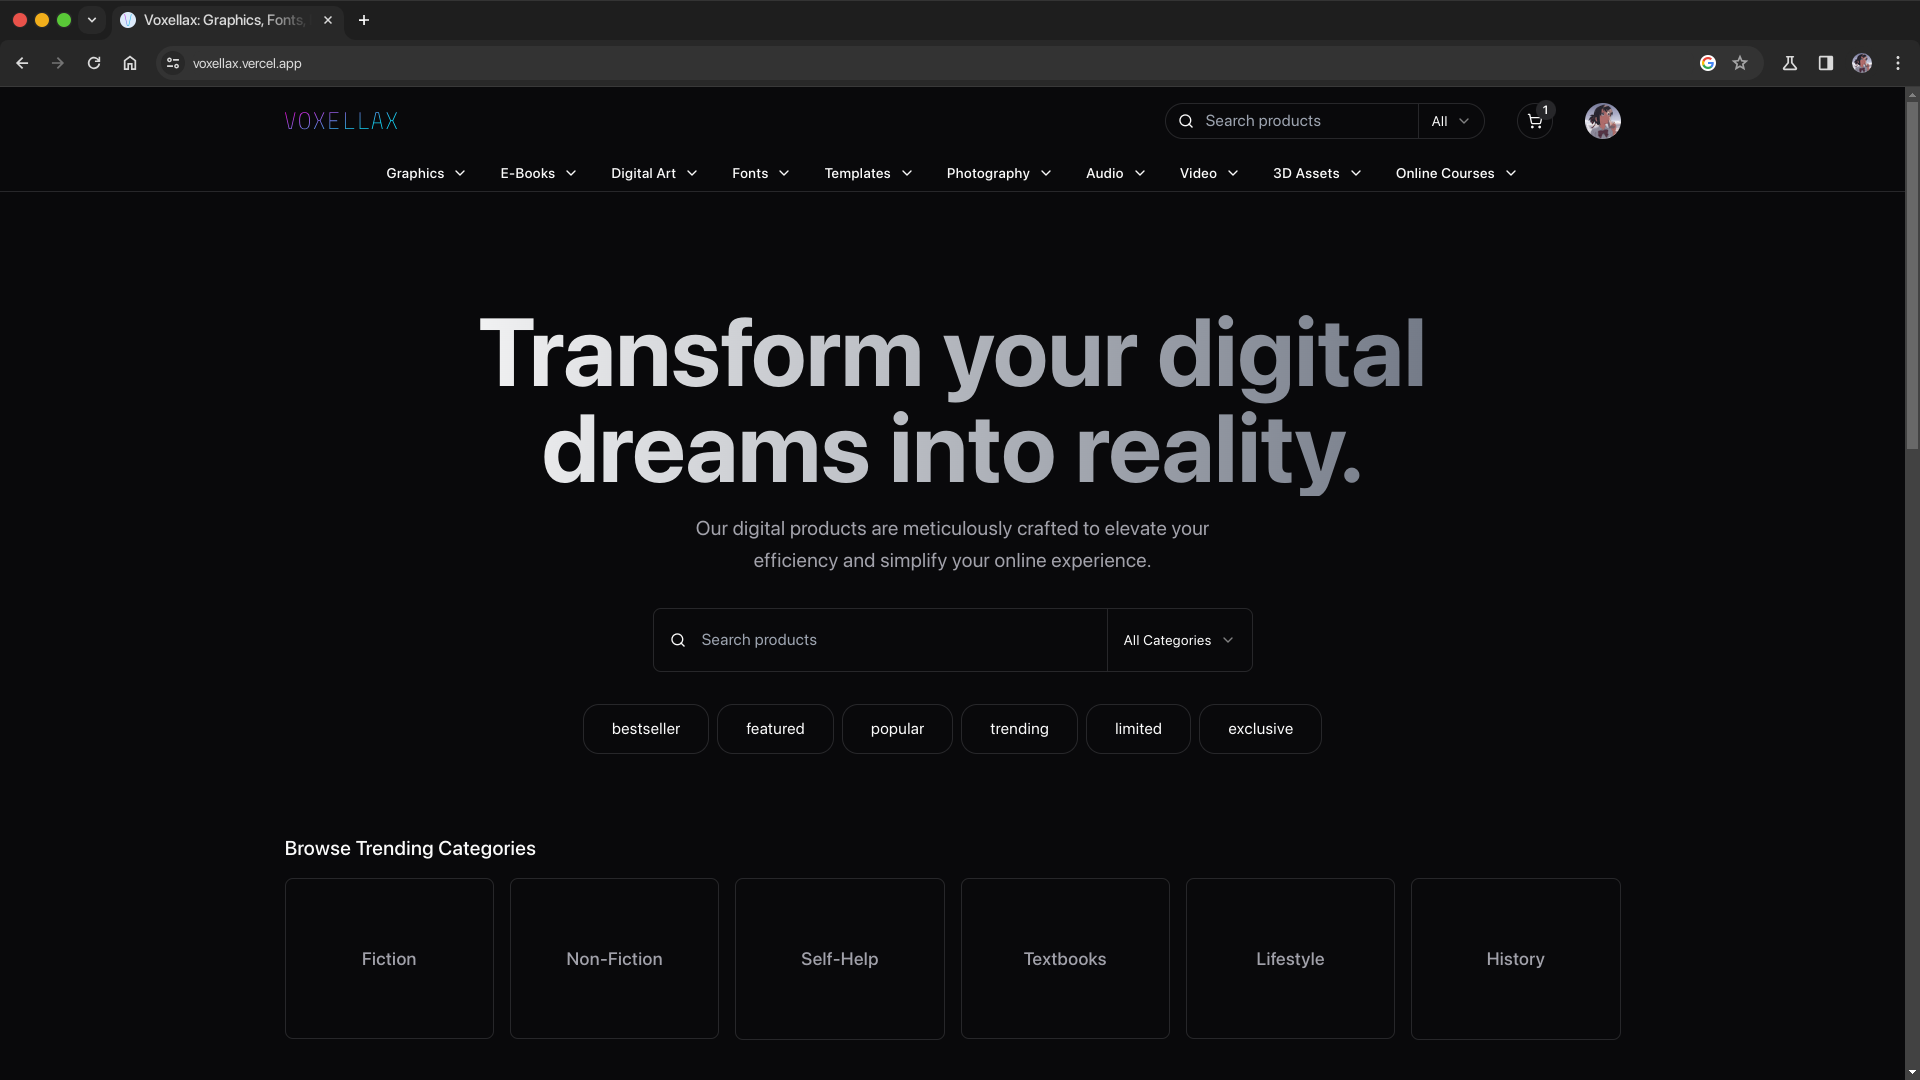 Voxellax: Graphics, Fonts,
voxellax.vercel.app
VOXELLAX
Search products
All
1
Graphics
E-Books
Digital Art
Fonts
Templates
Photography
Audio
Video
3D Assets
Online Courses
Transform your digital
dreams into reality.
Our digital products are meticulously crafted to elevate your
efficiency and simplify your online experience.
Search products
All Categories
bestseller
featured
popular
trending
limited
exclusive
Browse Trending Categories
Fiction
Non-Fiction
Self-Help
Textbooks
Lifestyle
History